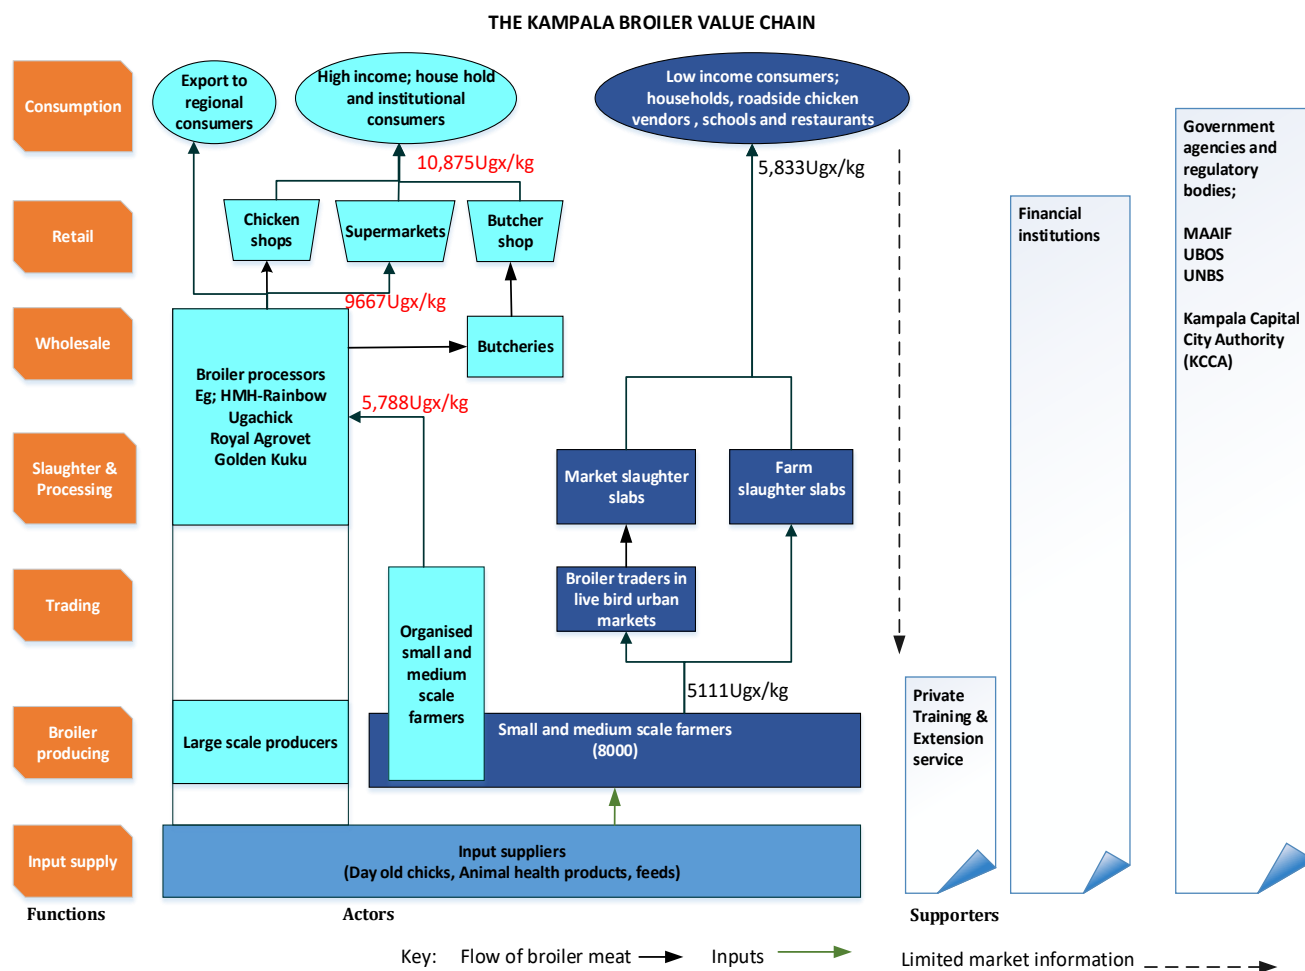 THE KAMPALA BROILER VALUE CHAIN
Consumption
Export to
regional
consumers
High income; house hold
and institutional
consumers
Low income consumers;
households, roadside chicken
vendors , schools and restaurants
10,875Ugx/kg
5,833Ugx/kg
Retail
Chicken
shops
Supermarkets
Butcher
shop
9667Ugx/kg
Wholesale
Butcheries
Broiler processors
Eg; HMH-Rainbow
Ugachick
Royal Agrovet
Golden Kuku
5,788Ugx/kg
Slaughter &
Processing
Market slaughter
slabs
Farm
slaughter slabs
Trading
Broiler traders in
live bird urban
markets
Organised
small and
medium
scale
farmers
5111Ugx/kg
Broiler
producing
Large scale producers
Small and medium scale farmers
(8000)
Input supply
Input suppliers
(Day old chicks, Animal health products, feeds)
Private
Training &
Extension
service
Financial
institutions
Government
agencies and
regulatory
bodies;
MAAIF
UBOS
UNBS
Kampala Capital
City Authority
(KCCA)
Functions
Actors
Supporters
Key: Flow of broiler meat
Inputs
Limited market information